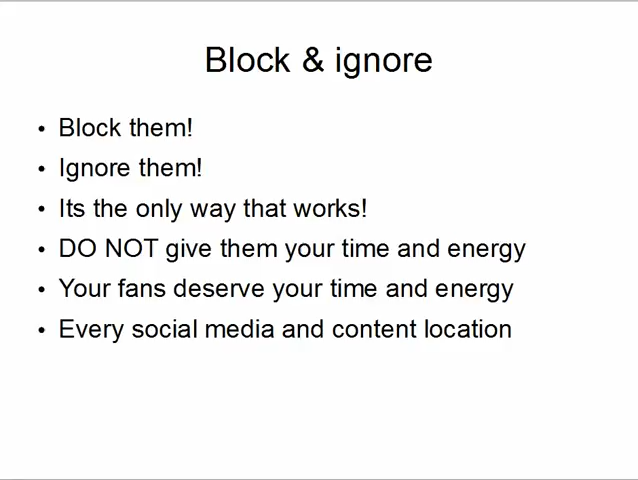 Block & ignore
• Block them!
• Ignore them!
• Its the only way that works!
• DO NOT give them your time and energy
• Your fans deserve your time and energy
• Every social media and content location